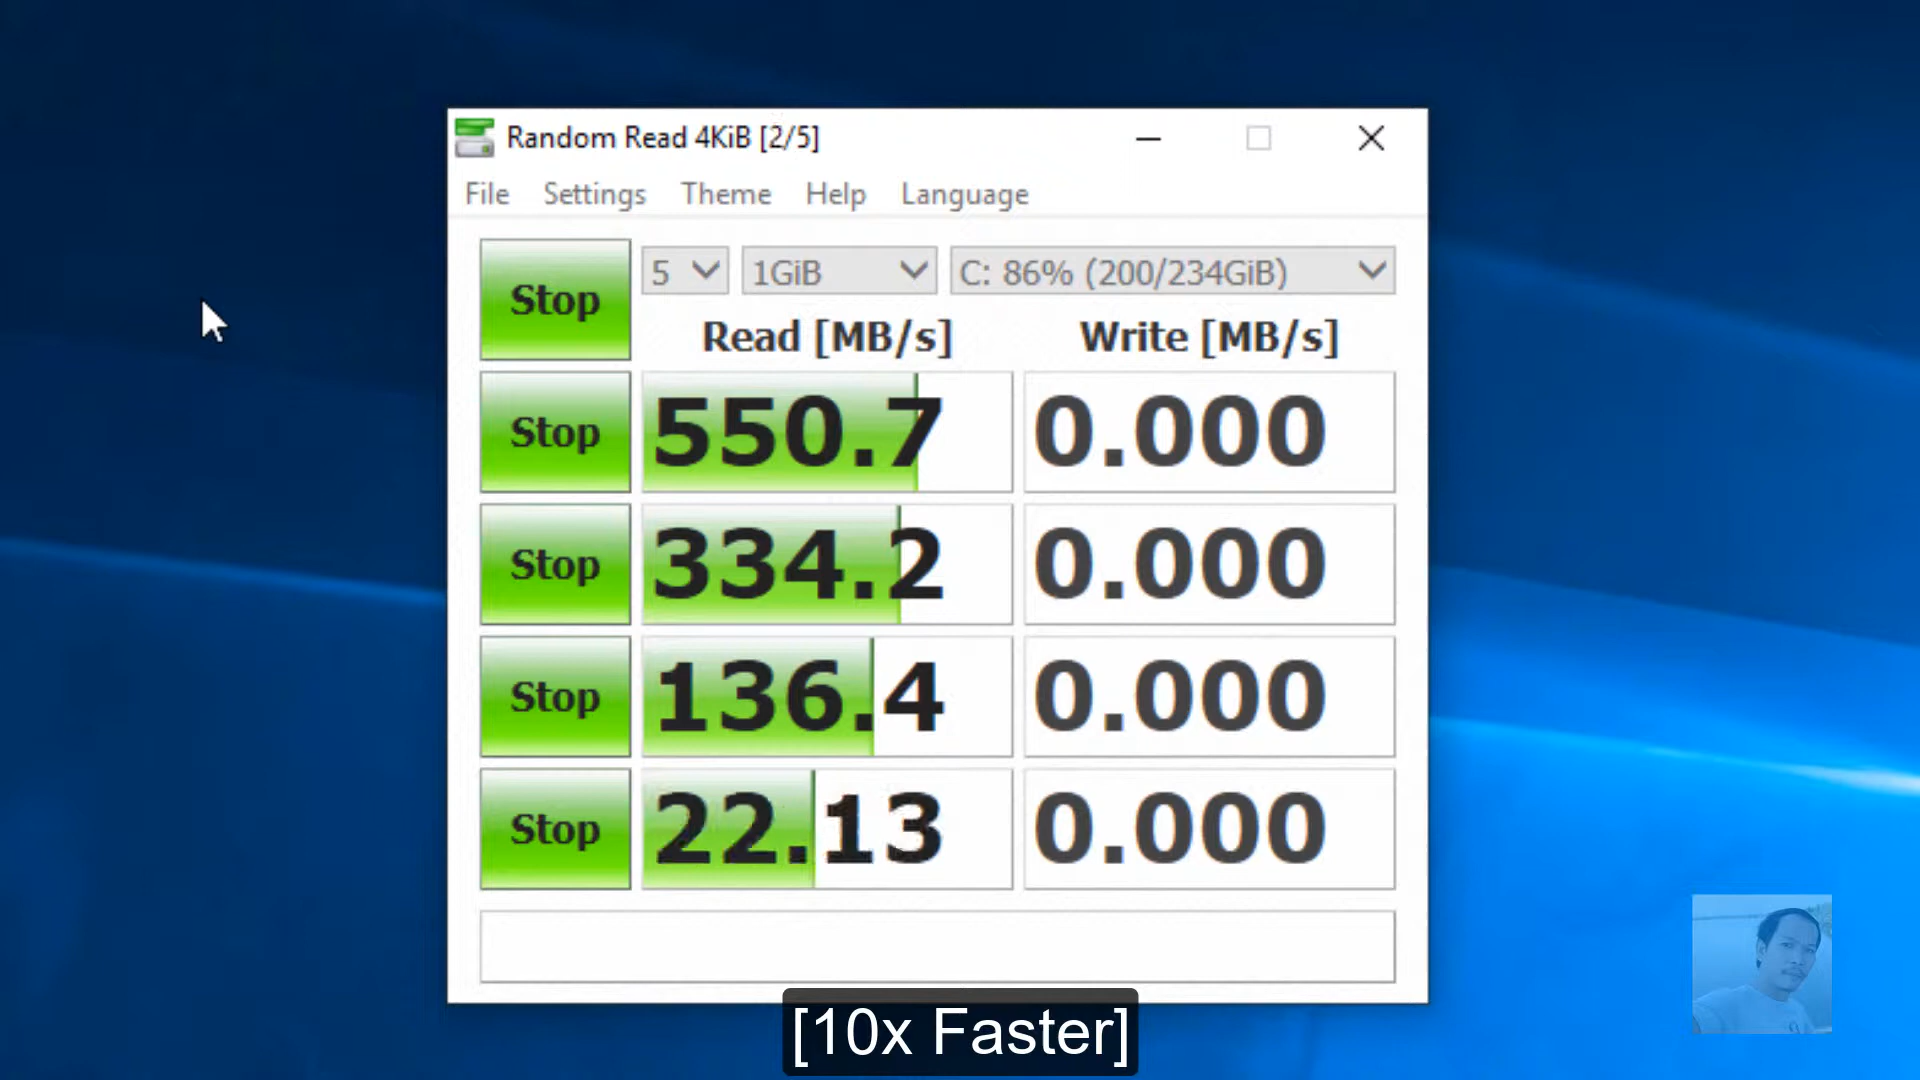 Random Read 4KiB [2/5]
File Settings Theme Help Language
Stop 5 1GiB C: 86% (200/234GiB)
Read [MB/s] Write [MB/s]
Stop 550.7 0.000
Stop 334.2 0.000
Stop 136.4 0.000
Stop 22.13 0.000
[10x Faster]